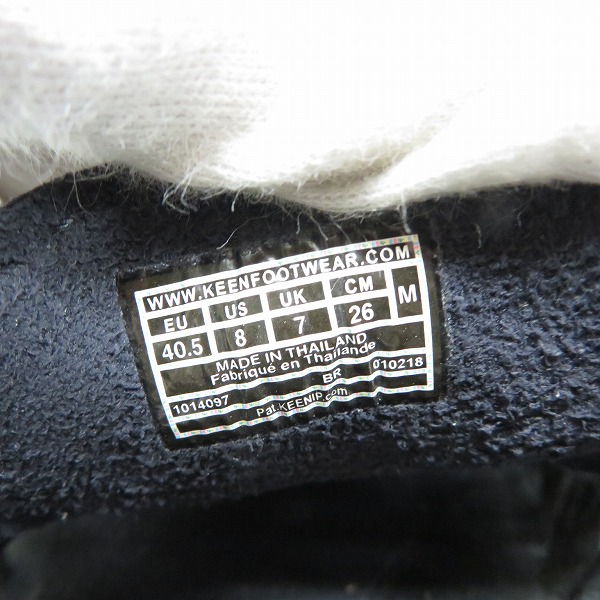 WWW.KEENFOOTWEAR.COM
EU US UK CM M
40.5 8 7 26
MADE IN THAILAND
Fabriqué en Thaïlande
1014097 BR 010218
Pat.KEENIP.com